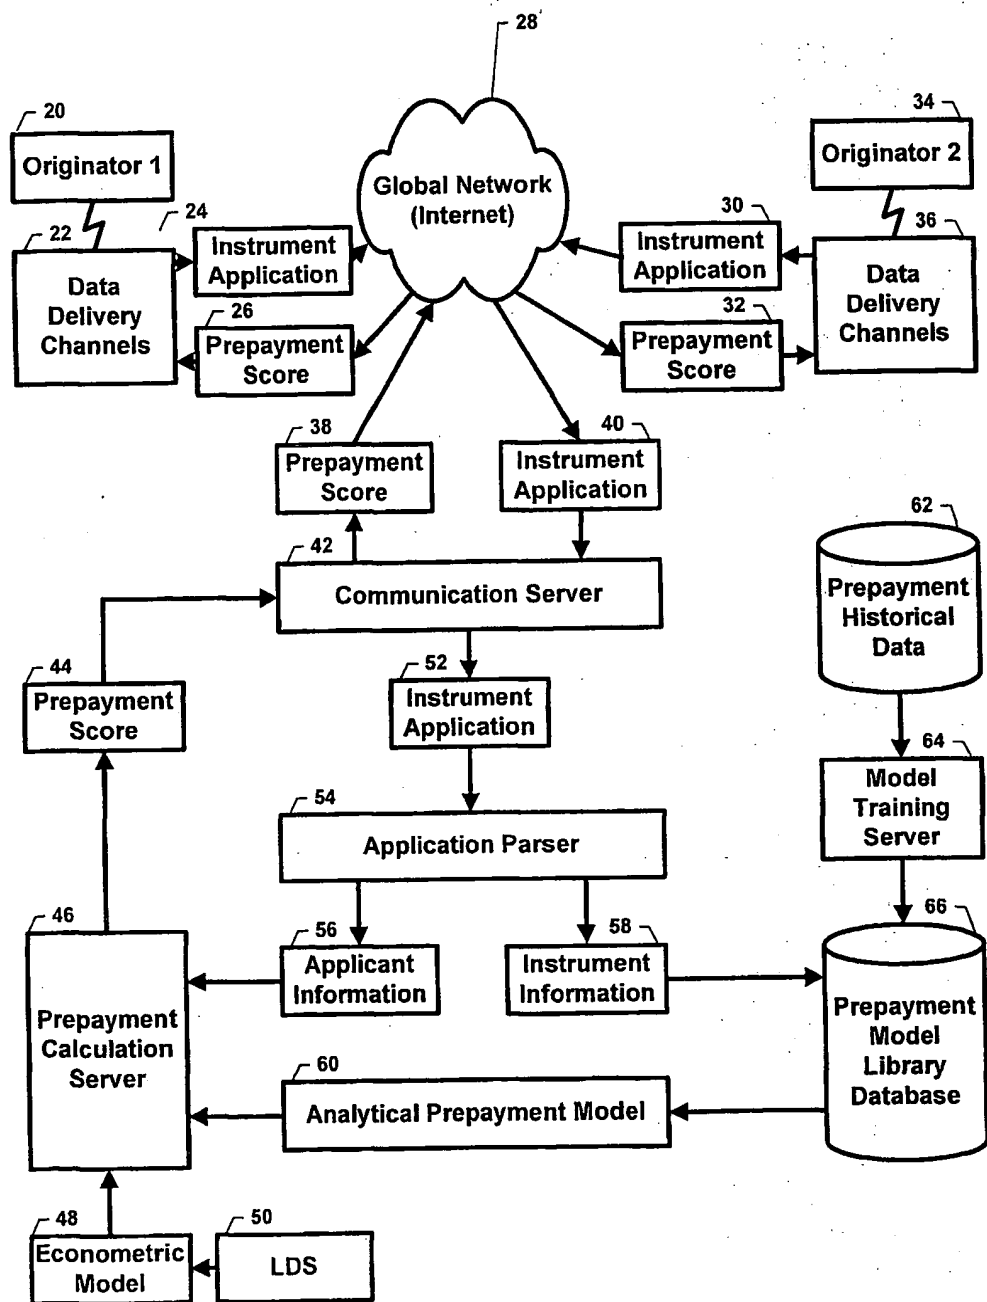 28
20
34
Originator 1
Originator 2
Global Network
(Internet)
24
30
22
36
Instrument
Application
Instrument
Application
Data
Delivery
Channels
Data
Delivery
Channels
26
32
Prepayment
Score
Prepayment
Score
38
40
Prepayment
Score
Instrument
Application
62
42
Communication Server
Prepayment
Historical
Data
44
52
Prepayment
Score
Instrument
Application
64
Model
Training
Server
54
Application Parser
46
56
58
66
Applicant
Information
Instrument
Information
Prepayment
Calculation
Server
Prepayment
Model
Library
Database
60
Analytical Prepayment Model
48
50
Econometric
Model
LDS